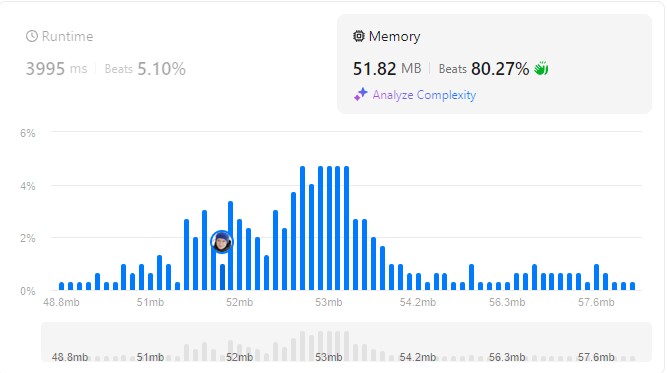 Runtime
3995 ms | Beats 5.10%
Memory
51.82 MB | Beats 80.27%
Analyze Complexity
6%
4%
2%
0%
48.8mb 51mb 52mb 53mb 54.2mb 56.3mb 57.6mb
48.8mb 51mb 52mb 53mb 54.2mb 56.3mb 57.6mb